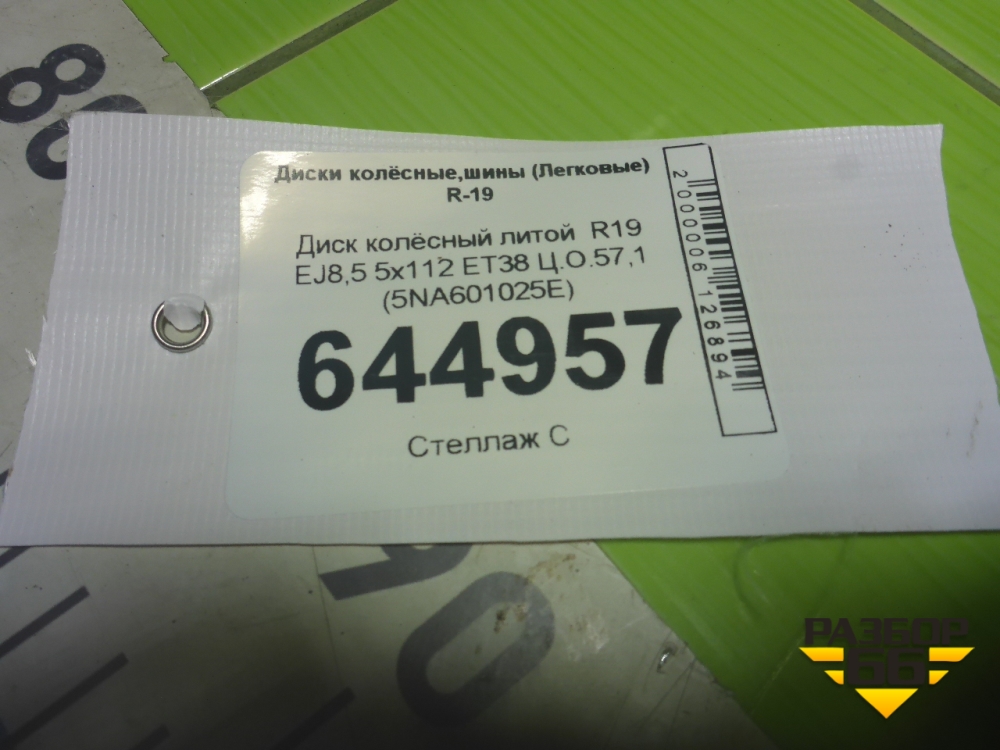 Диски колёсные,шины (Легковые)
R-19
Диск колёсный литой R19
EJ8,5 5x112 ET38 Ц.О.57,1
(5NA601025E)
644957
Стеллаж С
2000006126894
РАЗБОР
66